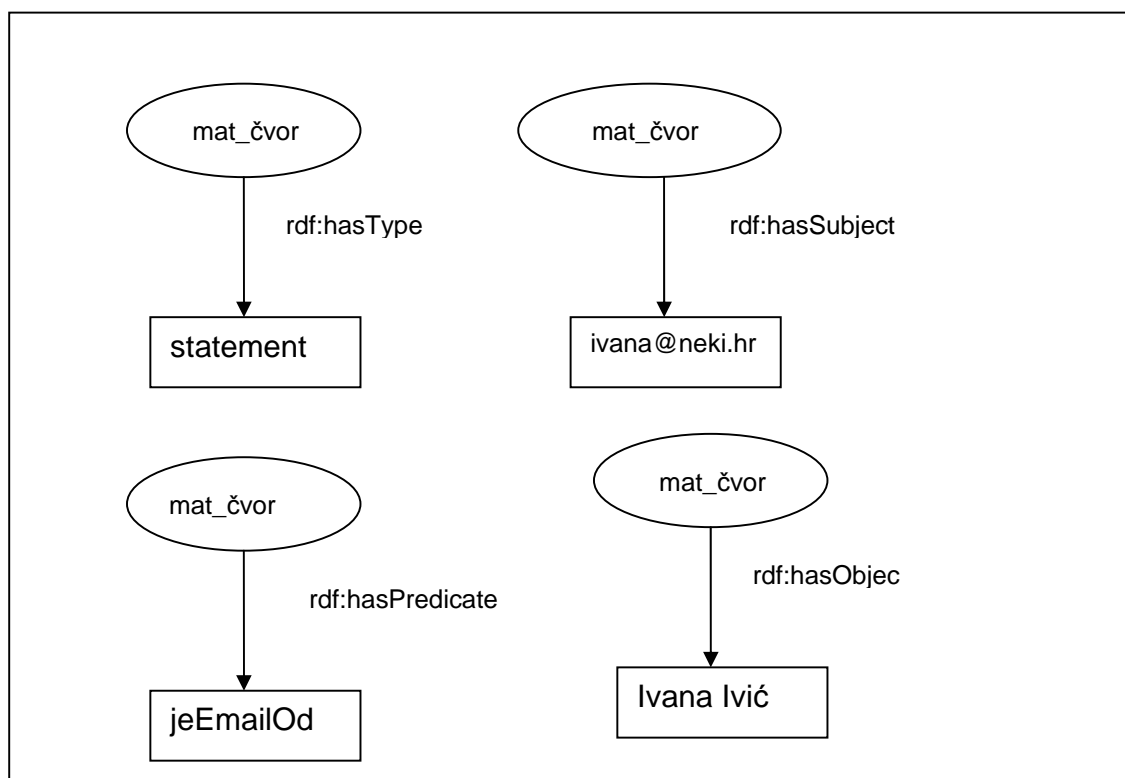 mat_čvor
mat_čvor
rdf:hasType
rdf:hasSubject
statement
ivana@neki.hr
mat_čvor
mat_čvor
rdf:hasPredicate
rdf:hasObjec
jeEmailOd
Ivana Ivić